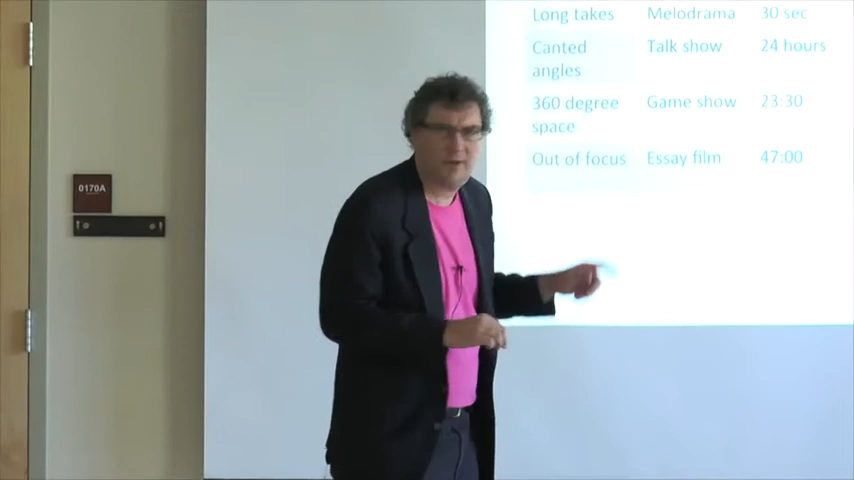 Long takes Melodrama 30 sec
Canted Talk show 24 hours
angles
360 degree Game show 23:30
space
Out of focus Essay film 47:00
0170A